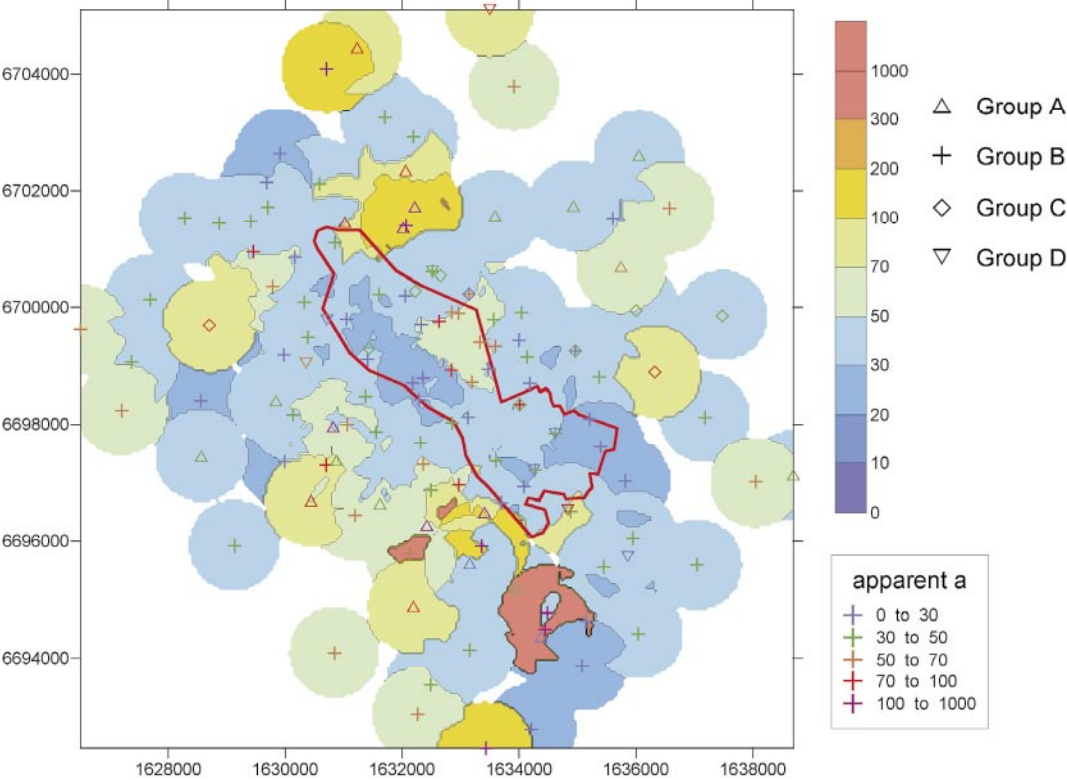 6704000
6702000
6700000
6698000
6696000
6694000
1628000 1630000 1632000 1634000 1636000 1638000
1000
300
200
100
70
50
30
20
10
0
Group A
Group B
Group C
Group D
apparent a
0 to 30
30 to 50
50 to 70
70 to 100
100 to 1000